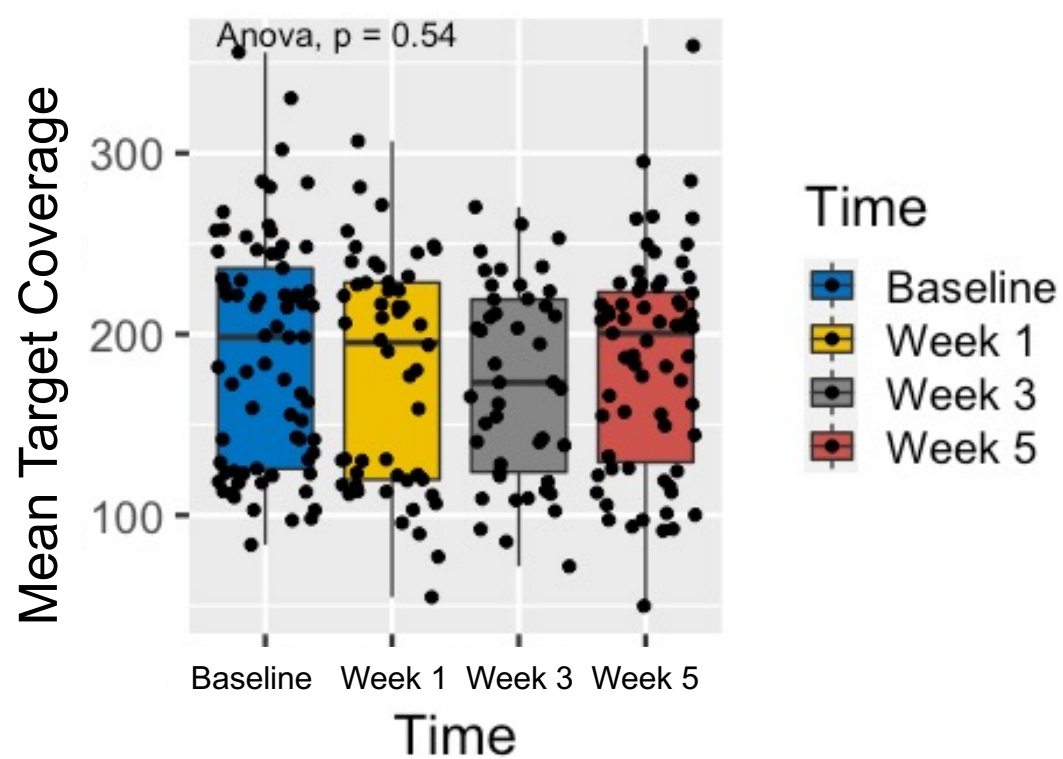 Anova, p = 0.54
Mean Target Coverage
300
200
100
Baseline
Week 1
Week 3
Week 5
Time
Time
Baseline
Week 1
Week 3
Week 5